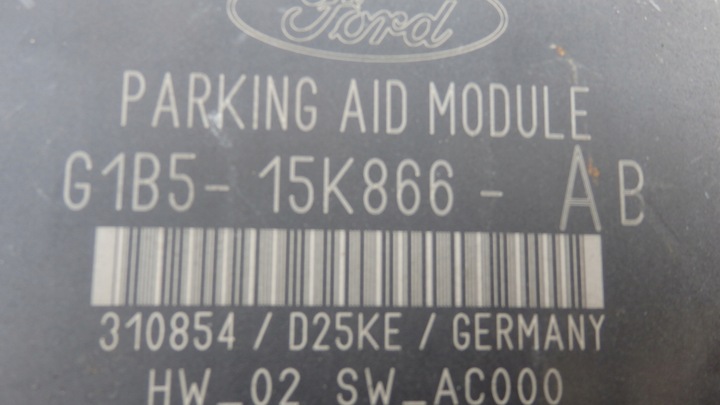 Ford
PARKING AID MODULE
G1B5- 15K866 - AB
310854 / D25KE / GERMANY
HW_02 SW_AC000